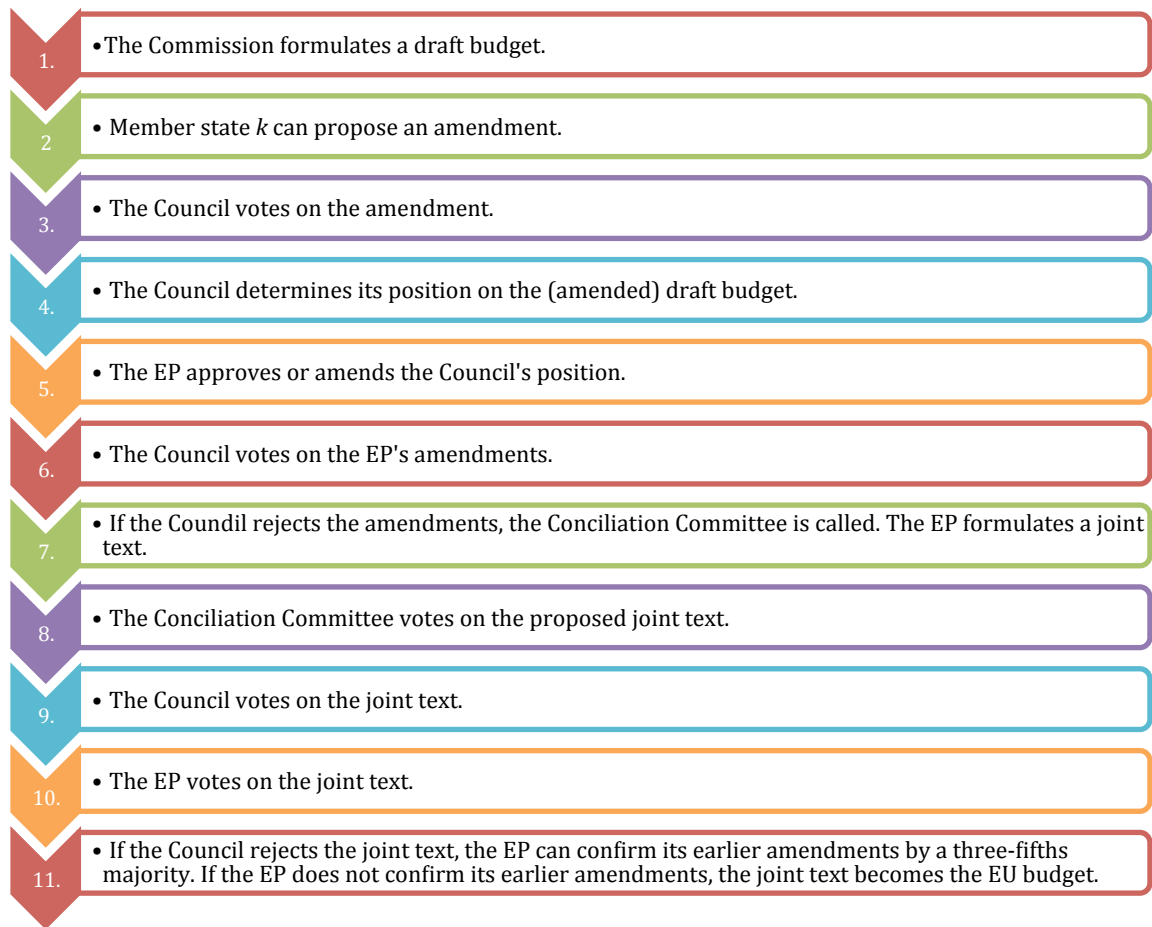 1.
•The Commission formulates a draft budget.
2
• Member state k can propose an amendment.
3.
• The Council votes on the amendment.
4.
• The Council determines its position on the (amended) draft budget.
5.
• The EP approves or amends the Council's position.
6.
• The Council votes on the EP's amendments.
7.
• If the Coundil rejects the amendments, the Conciliation Committee is called. The EP formulates a joint
text.
8.
• The Conciliation Committee votes on the proposed joint text.
9.
• The Council votes on the joint text.
10.
• The EP votes on the joint text.
11.
• If the Council rejects the joint text, the EP can confirm its earlier amendments by a three-fifths
majority. If the EP does not confirm its earlier amendments, the joint text becomes the EU budget.